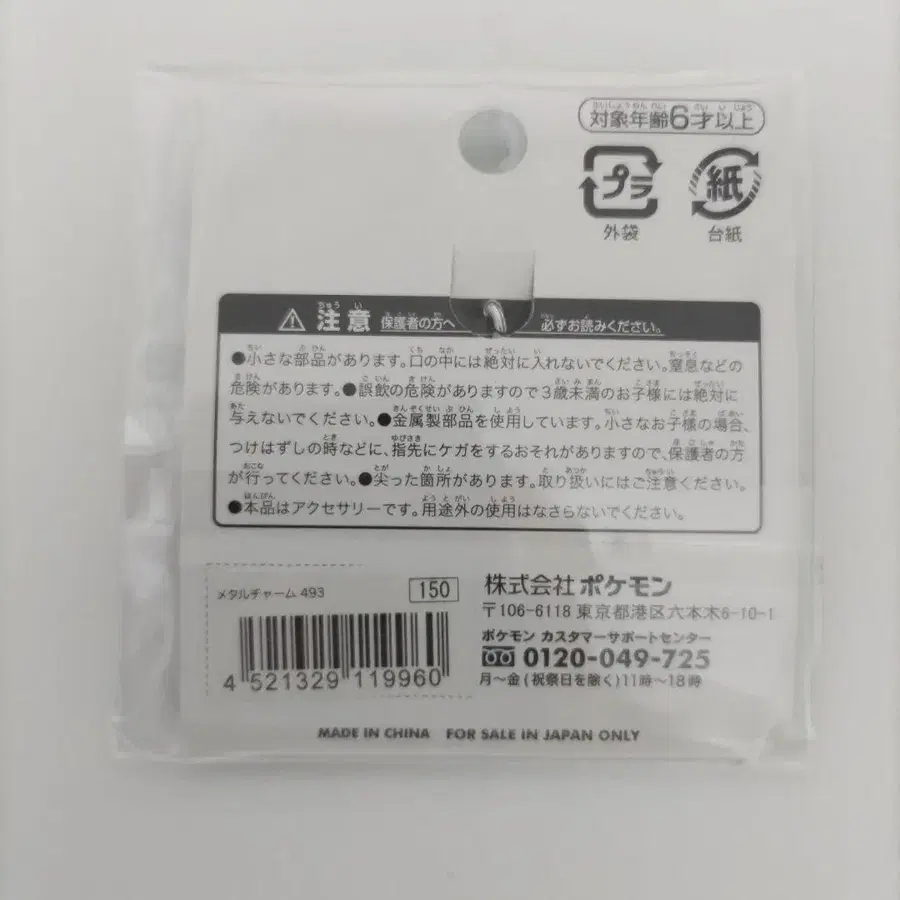 対象年齢6才以上
プラ
紙
外袋
台紙
注意 保護者の方へ 必ずお読みください。
●小さな部品があります。口の中には絶対に入れないでください。窒息などの
危険があります。●誤飲の危険がありますので3歳未満のお子様には絶対に
与えないでください。●金属製部品を使用しています。小さなお子様の場合、
つけはずしの時などに、指先にケガをするおそれがありますので、保護者の方
が行ってください。●尖った箇所があります。取り扱いにはご注意ください。
●本品はアクセサリーです。用途外の使用はなさらないでください。
メタルチャーム 493
150
4 521329 119960
株式会社 ポケモン
〒106-6118 東京都港区六本木6-10-1
ポケモン カスタマーサポートセンター
0120-049-725
月〜金(祝祭日を除く)11時〜18時
MADE IN CHINA FOR SALE IN JAPAN ONLY